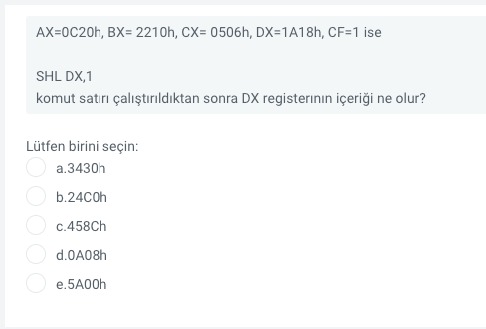 AX=0C20h, BX= 2210h, CX= 0506h, DX=1A18h, CF=1 ise
SHL DX,1
komut satırı çalıştırıldıktan sonra DX registerının içeriği ne olur?
Lütfen birini seçin:
a.3430h
b.24C0h
c.458Ch
d.0A08h
e.5A00h